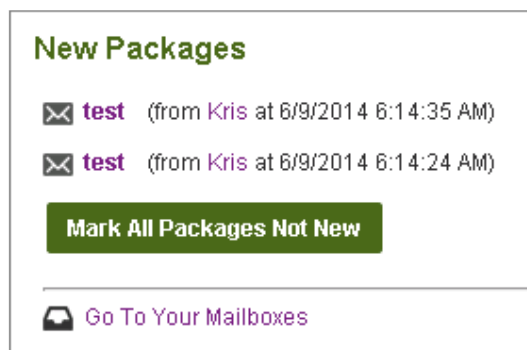 New Packages
test (from Kris at 6/9/2014 6:14:35 AM)
test (from Kris at 6/9/2014 6:14:24 AM)
Mark All Packages Not New
Go To Your Mailboxes